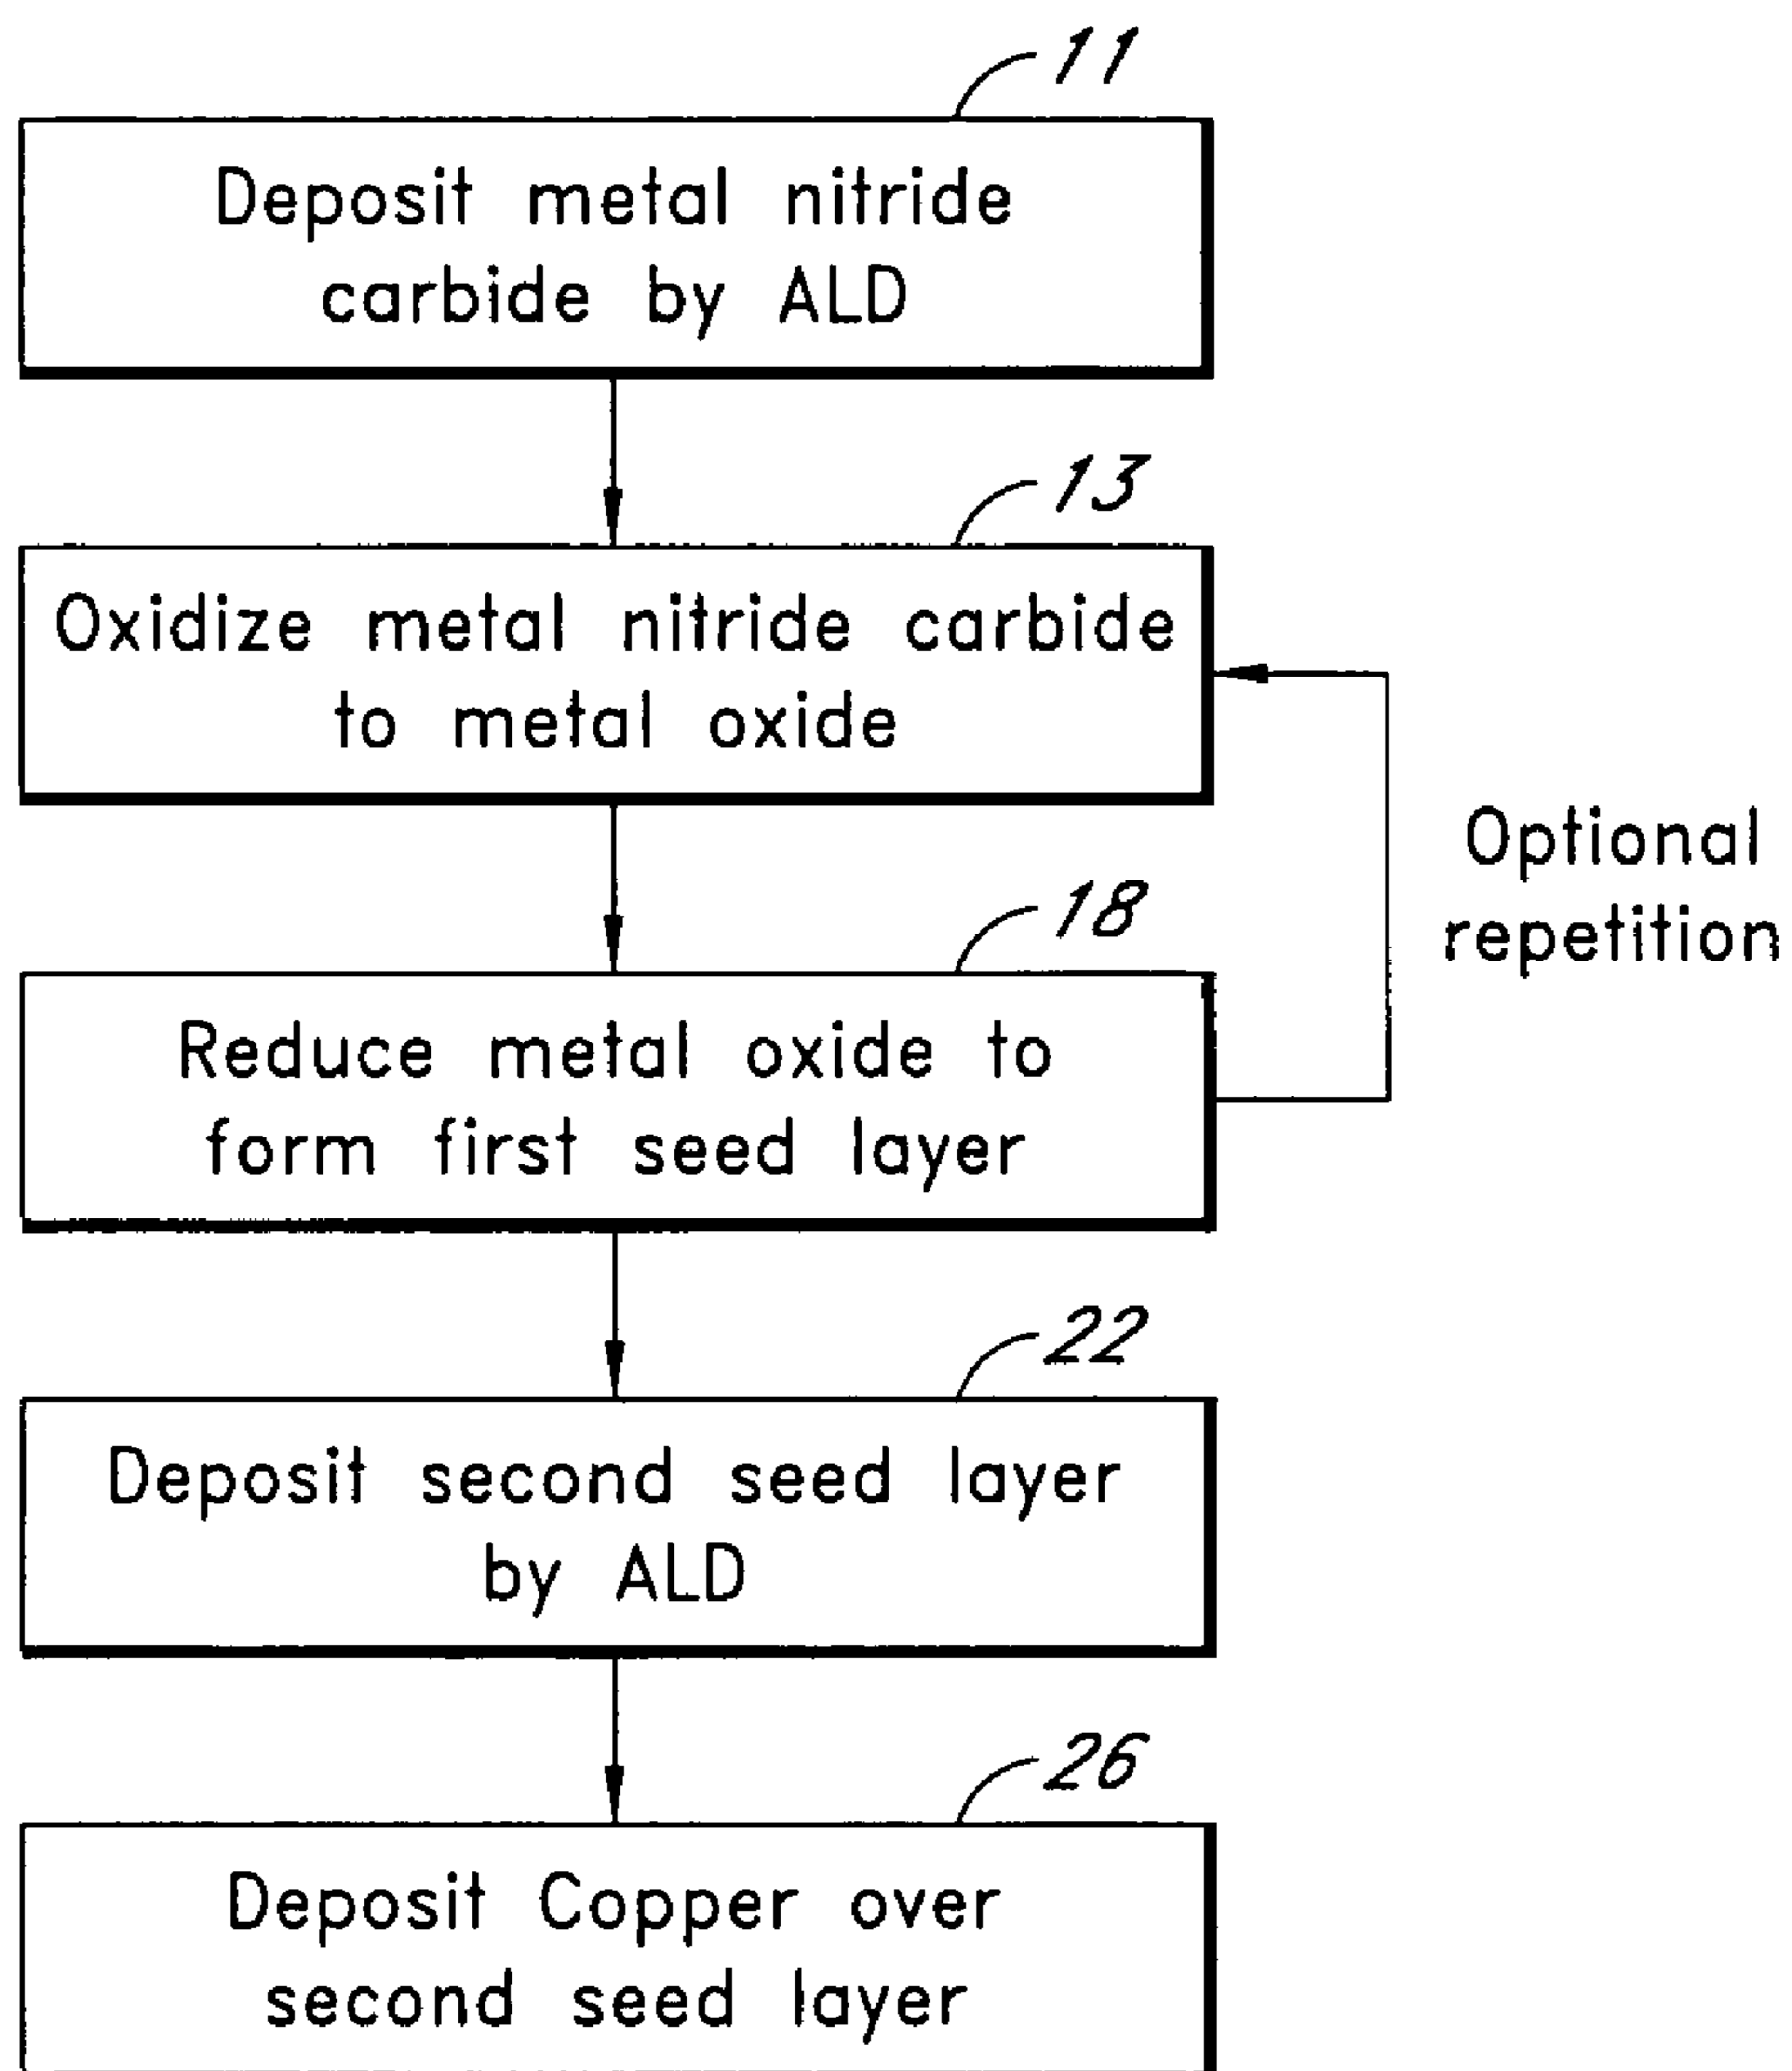 11
Deposit metal nitride
carbide by ALD
13
Oxidize metal nitride carbide
to metal oxide
Optional
repetition
18
Reduce metal oxide to
form first seed layer
22
Deposit second seed layer
by ALD
26
Deposit Copper over
second seed layer